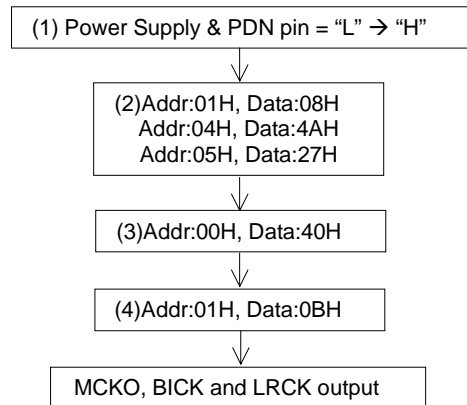 (1) Power Supply & PDN pin = “L” → “H”
(2)Addr:01H, Data:08H
Addr:04H, Data:4AH
Addr:05H, Data:27H
(3)Addr:00H, Data:40H
(4)Addr:01H, Data:0BH
MCKO, BICK and LRCK output